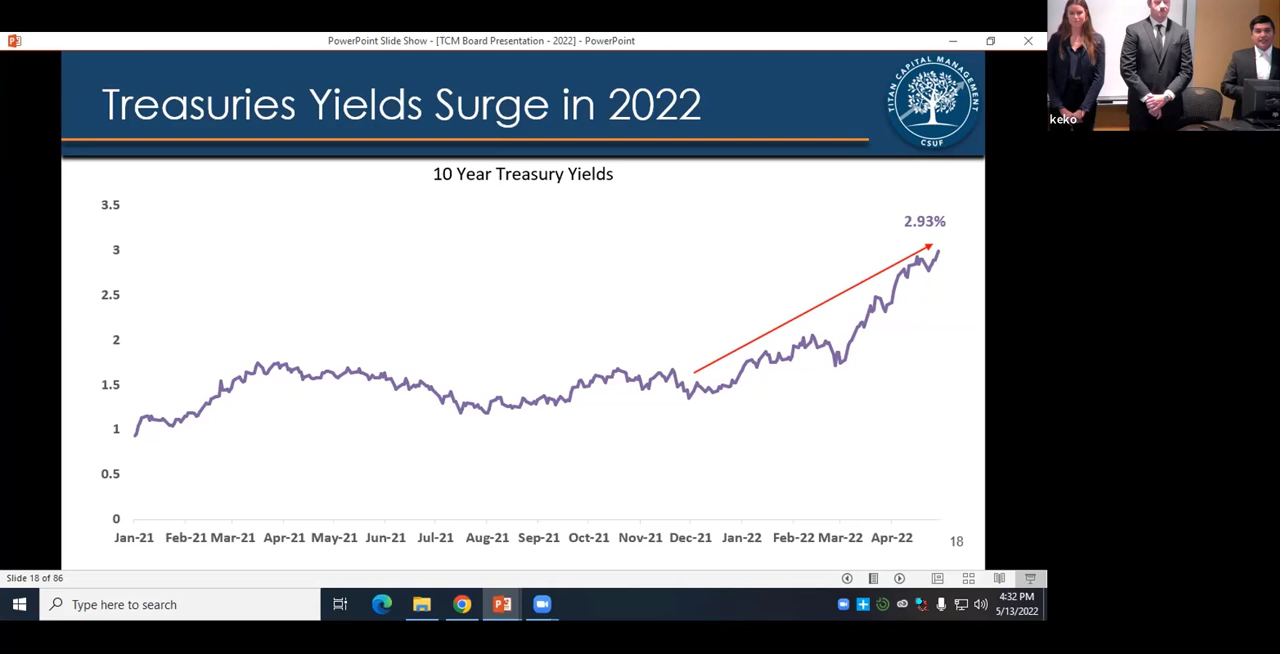 PowerPoint Slide Show - [TCM Board Presentation - 2022] - PowerPoint
keko
Treasuries Yields Surge in 2022
TITAN CAPITAL MANAGEMENT
CSUF
10 Year Treasury Yields
3.5
2.93%
3
2.5
2
1.5
1
0.5
0
Jan-21 Feb-21 Mar-21 Apr-21 May-21 Jun-21 Jul-21 Aug-21 Sep-21 Oct-21 Nov-21 Dec-21 Jan-22 Feb-22 Mar-22 Apr-22
18
Slide 18 of 86
Type here to search
4:32 PM
5/13/2022